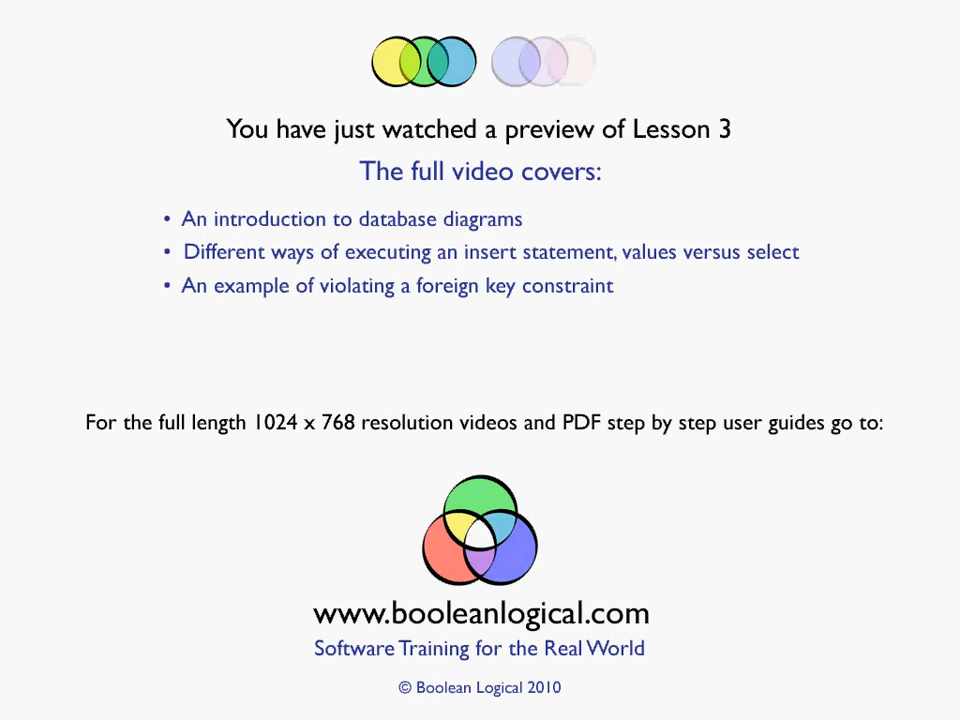 You have just watched a preview of Lesson 3
The full video covers:
• An introduction to database diagrams
• Different ways of executing an insert statement, values versus select
• An example of violating a foreign key constraint
For the full length 1024 x 768 resolution videos and PDF step by step user guides go to:
www.booleanlogical.com
Software Training for the Real World
© Boolean Logical 2010